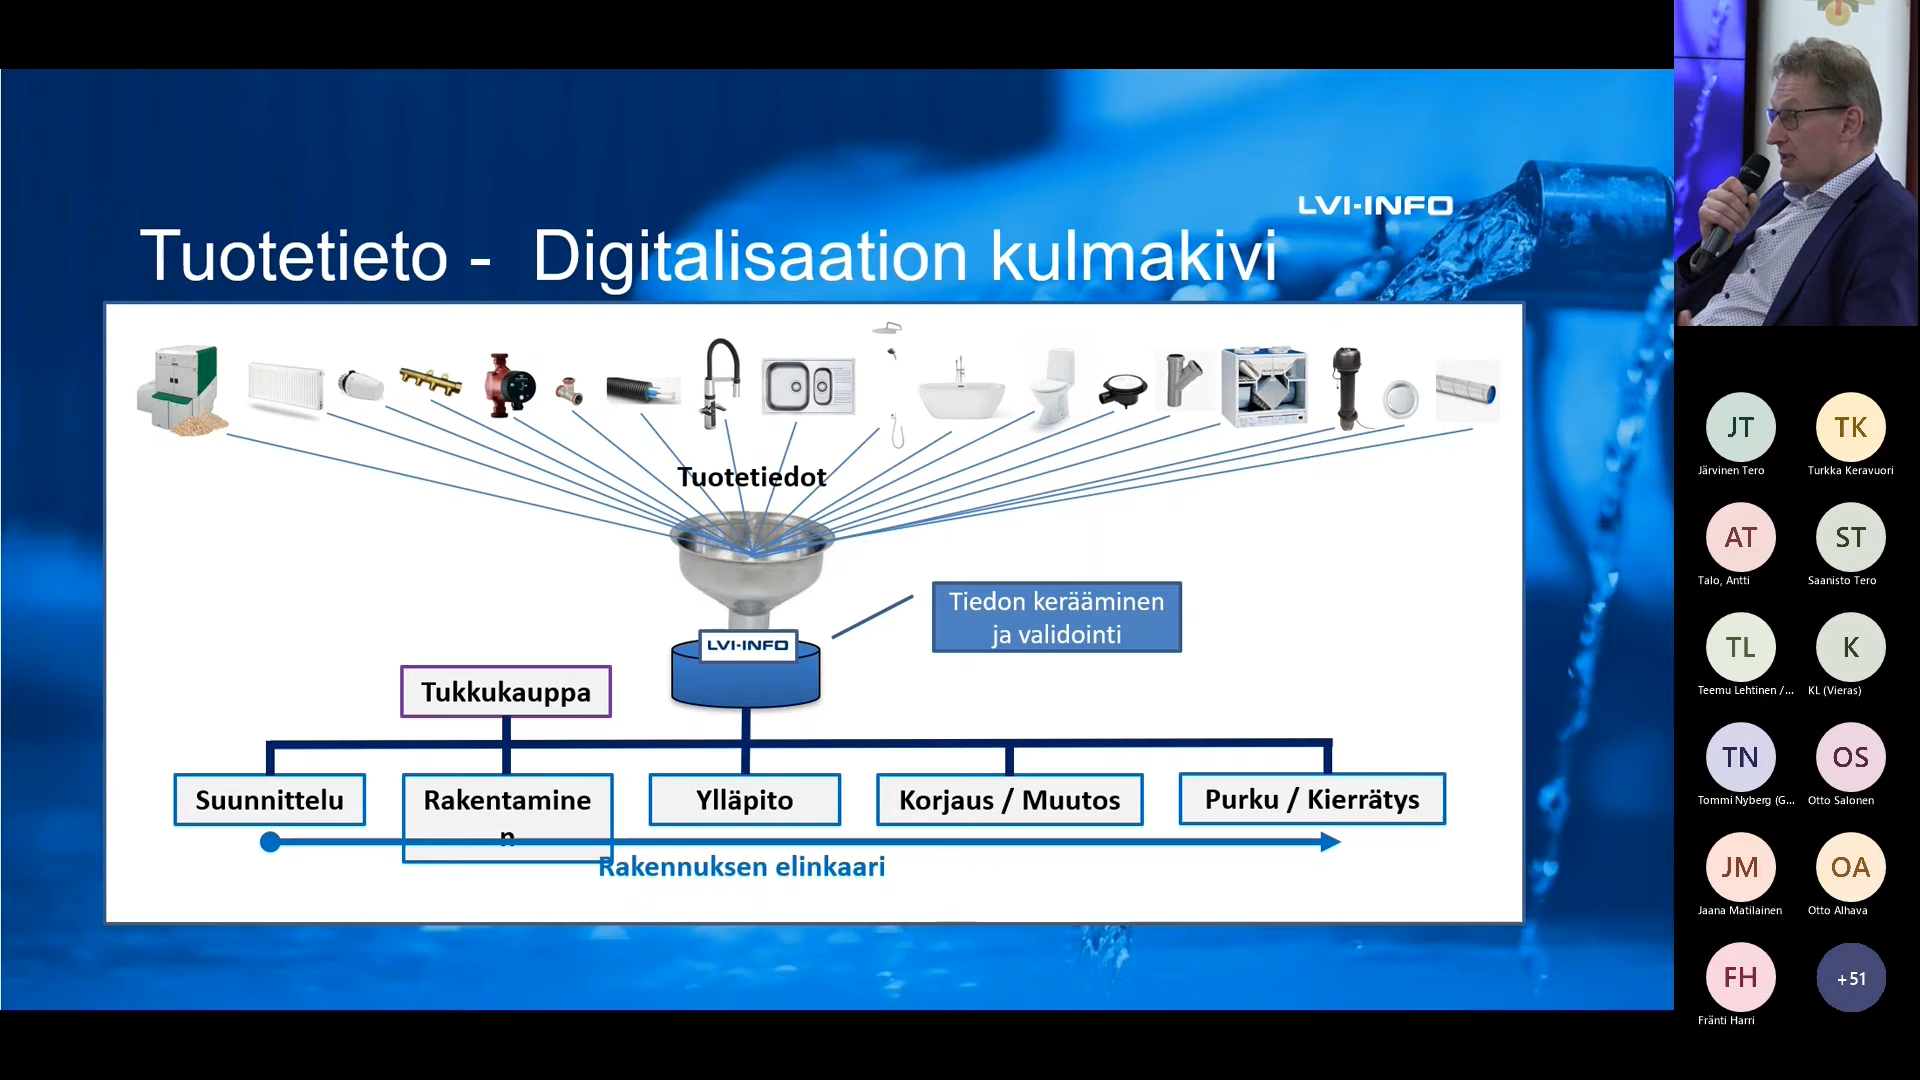 LVI-INFO
Tuotetieto - Digitalisaation kulmakivi
Tuotetiedot
Tiedon kerääminen
ja validointi
LVI-INFO
Tukkukauppa
Suunnittelu
Rakentamine
n
Ylläpito
Korjaus / Muutos
Purku / Kierrätys
Rakennuksen elinkaari
JT
Järvinen Tero
TK
Turkka Keravuori
AT
Talo, Antti
ST
Saanisto Tero
TL
Teemu Lehtinen /...
K
KL (Vieras)
TN
Tommi Nyberg (G...
OS
Otto Salonen
JM
Jaana Matilainen
OA
Otto Alhava
FH
Fränti Harri
+51